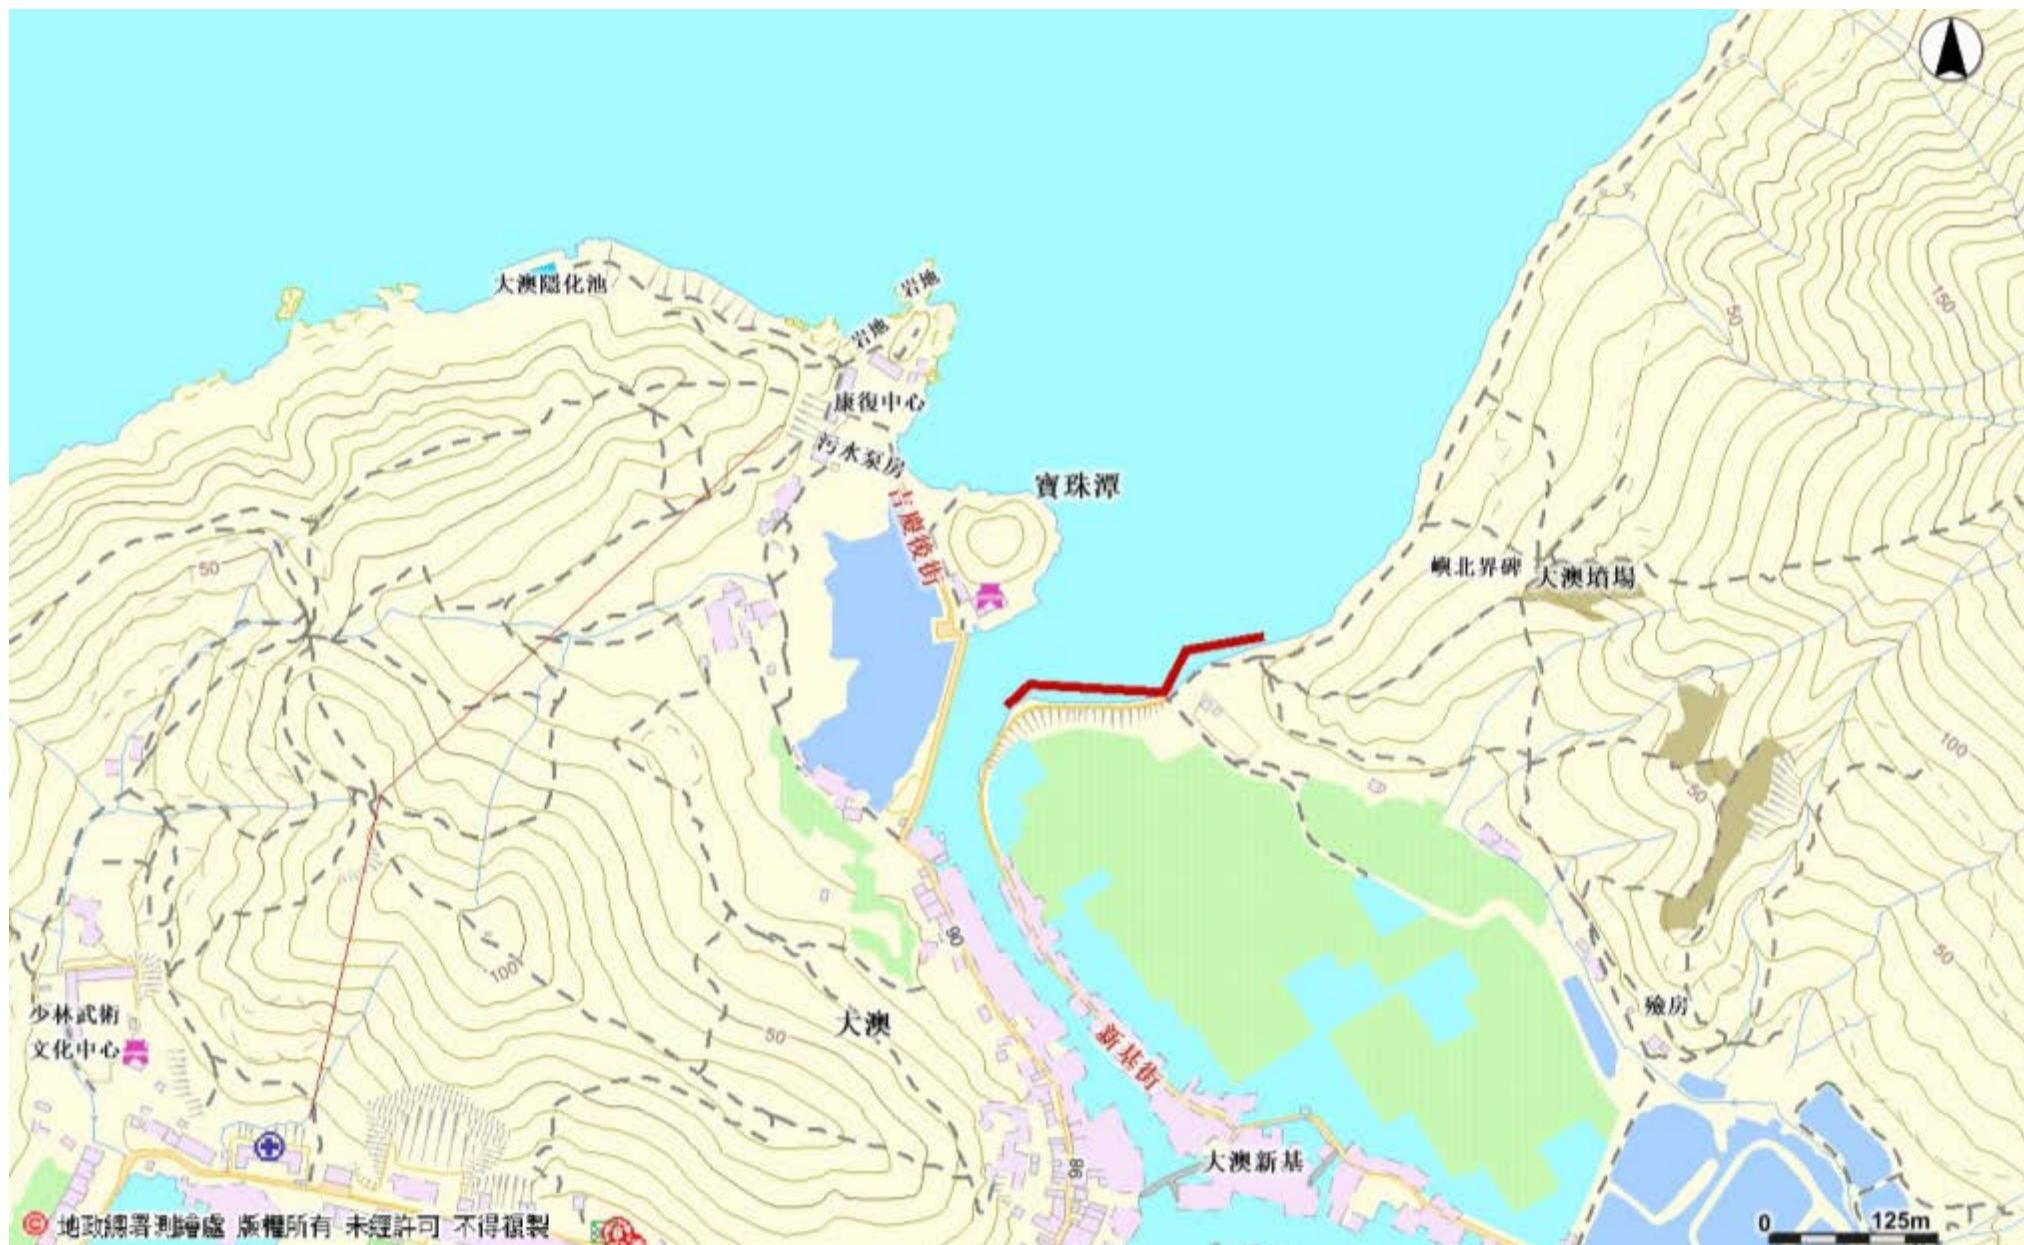 大澳隱化池
岩地
岩地
康復中心
污水泵房
寶珠潭
吉慶後街
嶼北界碑
大澳墳場
50
150
50
100
50
50
100
50
90
98
大澳
少林武術
文化中心
新基街
大澳新基
殮房
0 125m
© 地政總署測繪處 版權所有 未經許可 不得複製